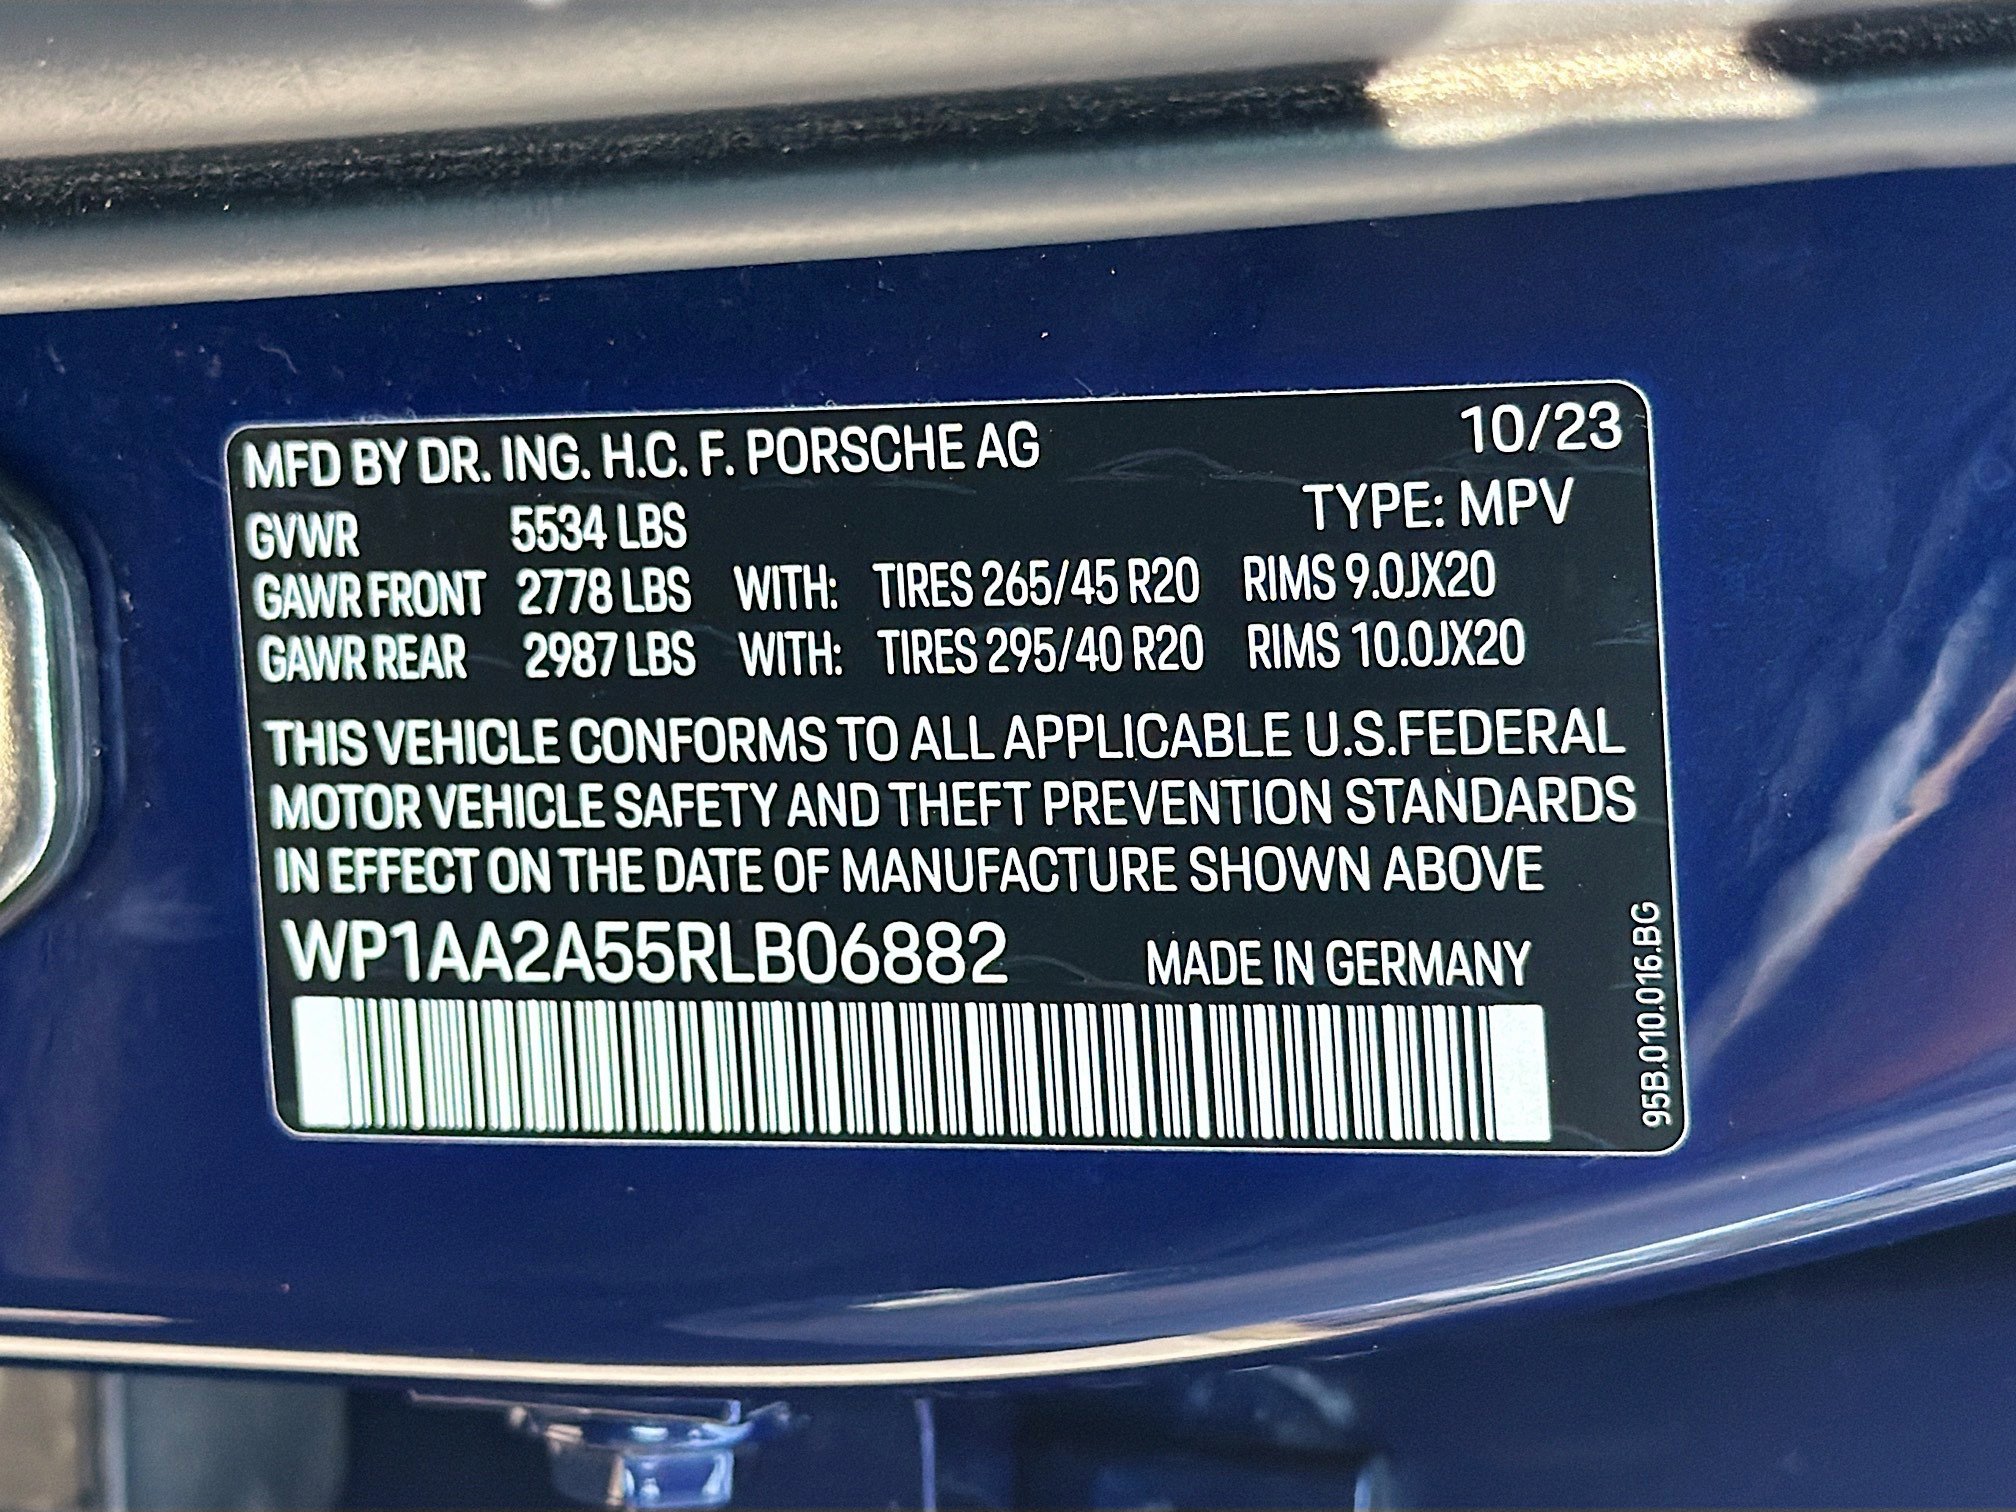 MFD BY DR. ING. H.C. F. PORSCHE AG 10/23
GVWR 5534 LBS TYPE: MPV
GAWR FRONT 2778 LBS WITH: TIRES 265/45 R20 RIMS 9.0JX20
GAWR REAR 2987 LBS WITH: TIRES 295/40 R20 RIMS 10.0JX20
THIS VEHICLE CONFORMS TO ALL APPLICABLE U.S.FEDERAL
MOTOR VEHICLE SAFETY AND THEFT PREVENTION STANDARDS
IN EFFECT ON THE DATE OF MANUFACTURE SHOWN ABOVE
WP1AA2A55RLB06882 MADE IN GERMANY
95B.010.016.BG